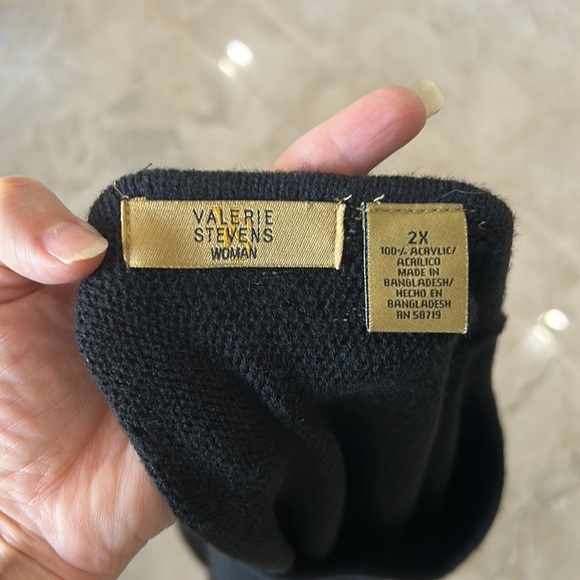 VALERIE
STEVENS
WOMAN
2X
100% ACRYLIC/
ACRILICO
MADE IN
BANGLADESH/
HECHO EN
BANGLADESH
RN 58719